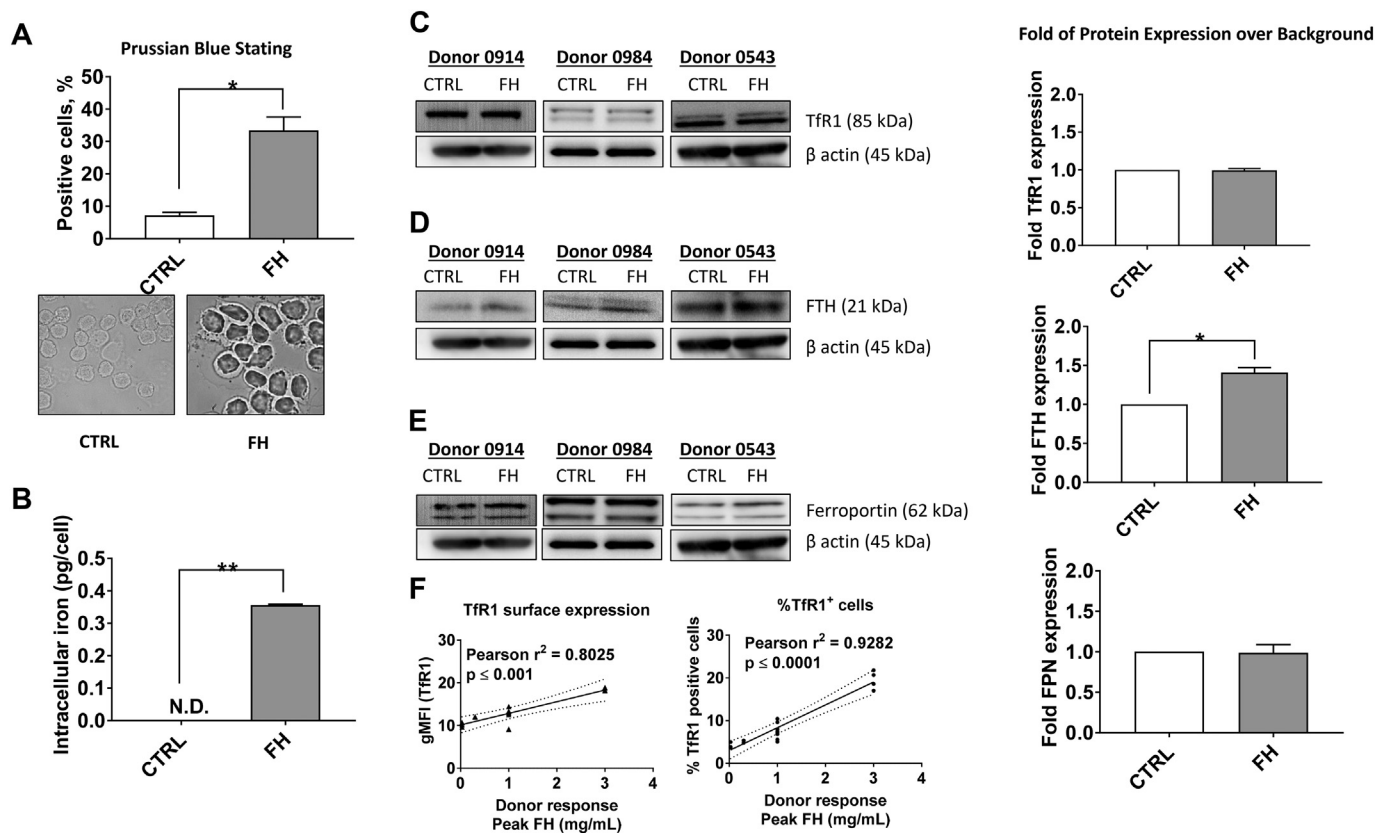 A
Prussian Blue Stating
Positive cells, %
50
40
30
20
10
0
*
CTRL
FH
CTRL
FH
B
Intracellular iron (pg/cell)
0.5
0.4
0.3
0.2
0.1
0.0
**
N.D.
CTRL
FH
C
Donor 0914 Donor 0984 Donor 0543
CTRL FH CTRL FH CTRL FH
TfR1 (85 kDa)
β actin (45 kDa)
D
Donor 0914 Donor 0984 Donor 0543
CTRL FH CTRL FH CTRL FH
FTH (21 kDa)
β actin (45 kDa)
E
Donor 0914 Donor 0984 Donor 0543
CTRL FH CTRL FH CTRL FH
Ferroportin (62 kDa)
β actin (45 kDa)
F
TfR1 surface expression
Pearson r² = 0.8025
p ≤ 0.001
gMFI (TfR1)
30
20
10
0
0 1 2 3 4
Donor response
Peak FH (mg/mL)
%TfR1⁺ cells
Pearson r² = 0.9282
p ≤ 0.0001
% TfR1 positive cells
30
20
10
0
0 1 2 3 4
Donor response
Peak FH (mg/mL)
Fold of Protein Expression over Background
Fold TfR1 expression
2.0
1.5
1.0
0.5
0.0
CTRL
FH
Fold FTH expression
2.0
1.5
1.0
0.5
0.0
*
CTRL
FH
Fold FPN expression
2.0
1.5
1.0
0.5
0.0
CTRL
FH